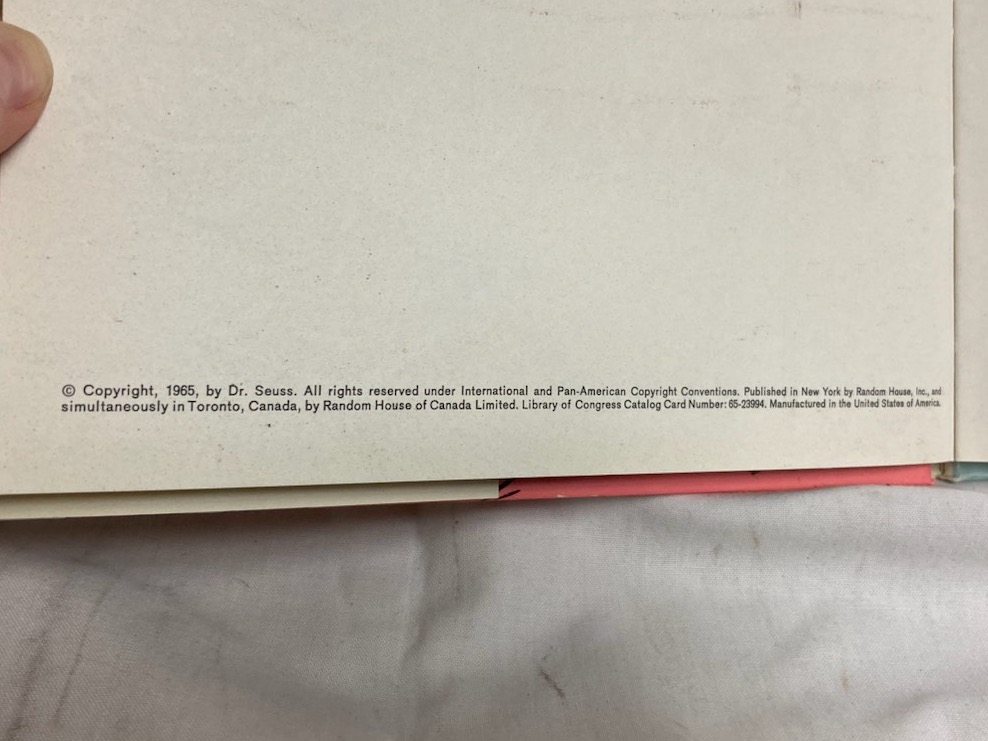 © Copyright, 1965, by Dr. Seuss. All rights reserved under International and Pan-American Copyright Conventions. Published in New York by Random House, Inc., and
simultaneously in Toronto, Canada, by Random House of Canada Limited. Library of Congress Catalog Card Number: 65-23994. Manufactured in the United States of America.